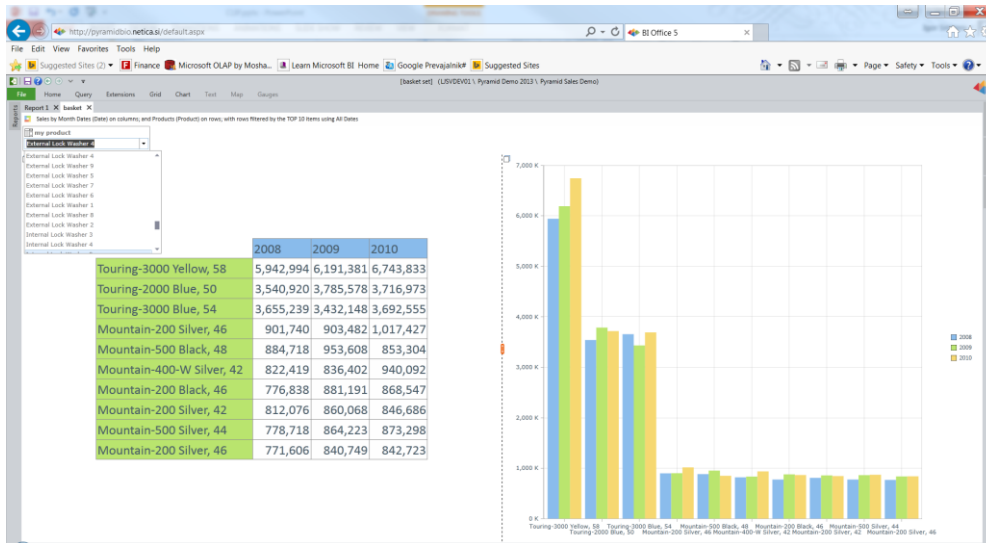 http://pyramidbio.netica.si/default.aspx
BI Office 5
File Edit View Favorites Tools Help
Suggested Sites (2) Finance Microsoft OLAP by Mosha... Learn Microsoft BI Home Google Prevajalnik# Suggested Sites
Page Safety Tools
[basket set] (LJSVDEV01 \ Pyramid Demo 2013 \ Pyramid Sales Demo)
File Home Query Extensions Grid Chart Text Map Gauges
Reports
Report 1 X basket X
Sales by Month Dates (Date) on columns, and Products (Product) on rows; with rows filtered by the TOP 10 items using All Dates
my product
External Lock Washer 4
External Lock Washer 4
External Lock Washer 9
External Lock Washer 5
External Lock Washer 7
External Lock Washer 6
External Lock Washer 1
External Lock Washer 8
External Lock Washer 2
Internal Lock Washer 3
Internal Lock Washer 4
2008 2009 2010
Touring-3000 Yellow, 58 5,942,994 6,191,381 6,743,833
Touring-2000 Blue, 50 3,540,920 3,785,578 3,716,973
Touring-3000 Blue, 54 3,655,239 3,432,148 3,692,555
Mountain-200 Silver, 46 901,740 903,482 1,017,427
Mountain-500 Black, 48 884,718 953,608 853,304
Mountain-400-W Silver, 42 822,419 836,402 940,092
Mountain-200 Black, 46 776,838 881,191 868,547
Mountain-200 Silver, 42 812,076 860,068 846,686
Mountain-500 Silver, 44 778,718 864,223 873,298
Mountain-200 Silver, 46 771,606 840,749 842,723
7,000 K
6,000 K
5,000 K
4,000 K
3,000 K
2,000 K
1,000 K
0 K
2008
2009
2010
Touring-3000 Yellow, 58 Touring-3000 Blue, 54 Mountain-500 Black, 48 Mountain-200 Black, 46 Mountain-500 Silver, 44
Touring-2000 Blue, 50 Mountain-200 Silver, 46 Mountain-400-W Silver, 42 Mountain-200 Silver, 42 Mountain-200 Silver, 46